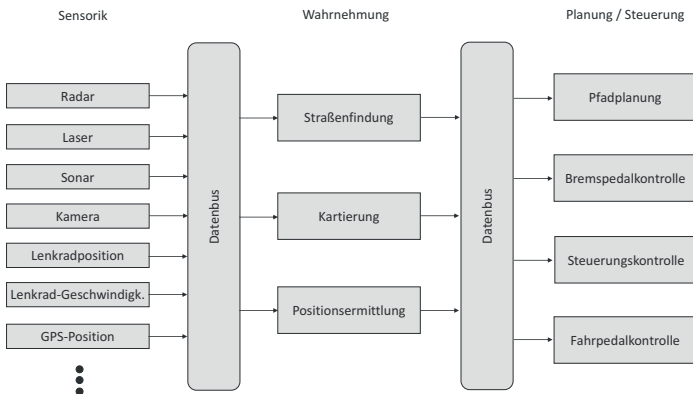 Sensorik
Wahrnehmung
Planung / Steuerung
Radar
Laser
Sonar
Kamera
Lenkradposition
Lenkrad-Geschwindigk.
GPS-Position
Datenbus
Straßenfindung
Kartierung
Positionsermittlung
Datenbus
Pfadplanung
Bremspedalkontrolle
Steuerungskontrolle
Fahrpedalkontrolle